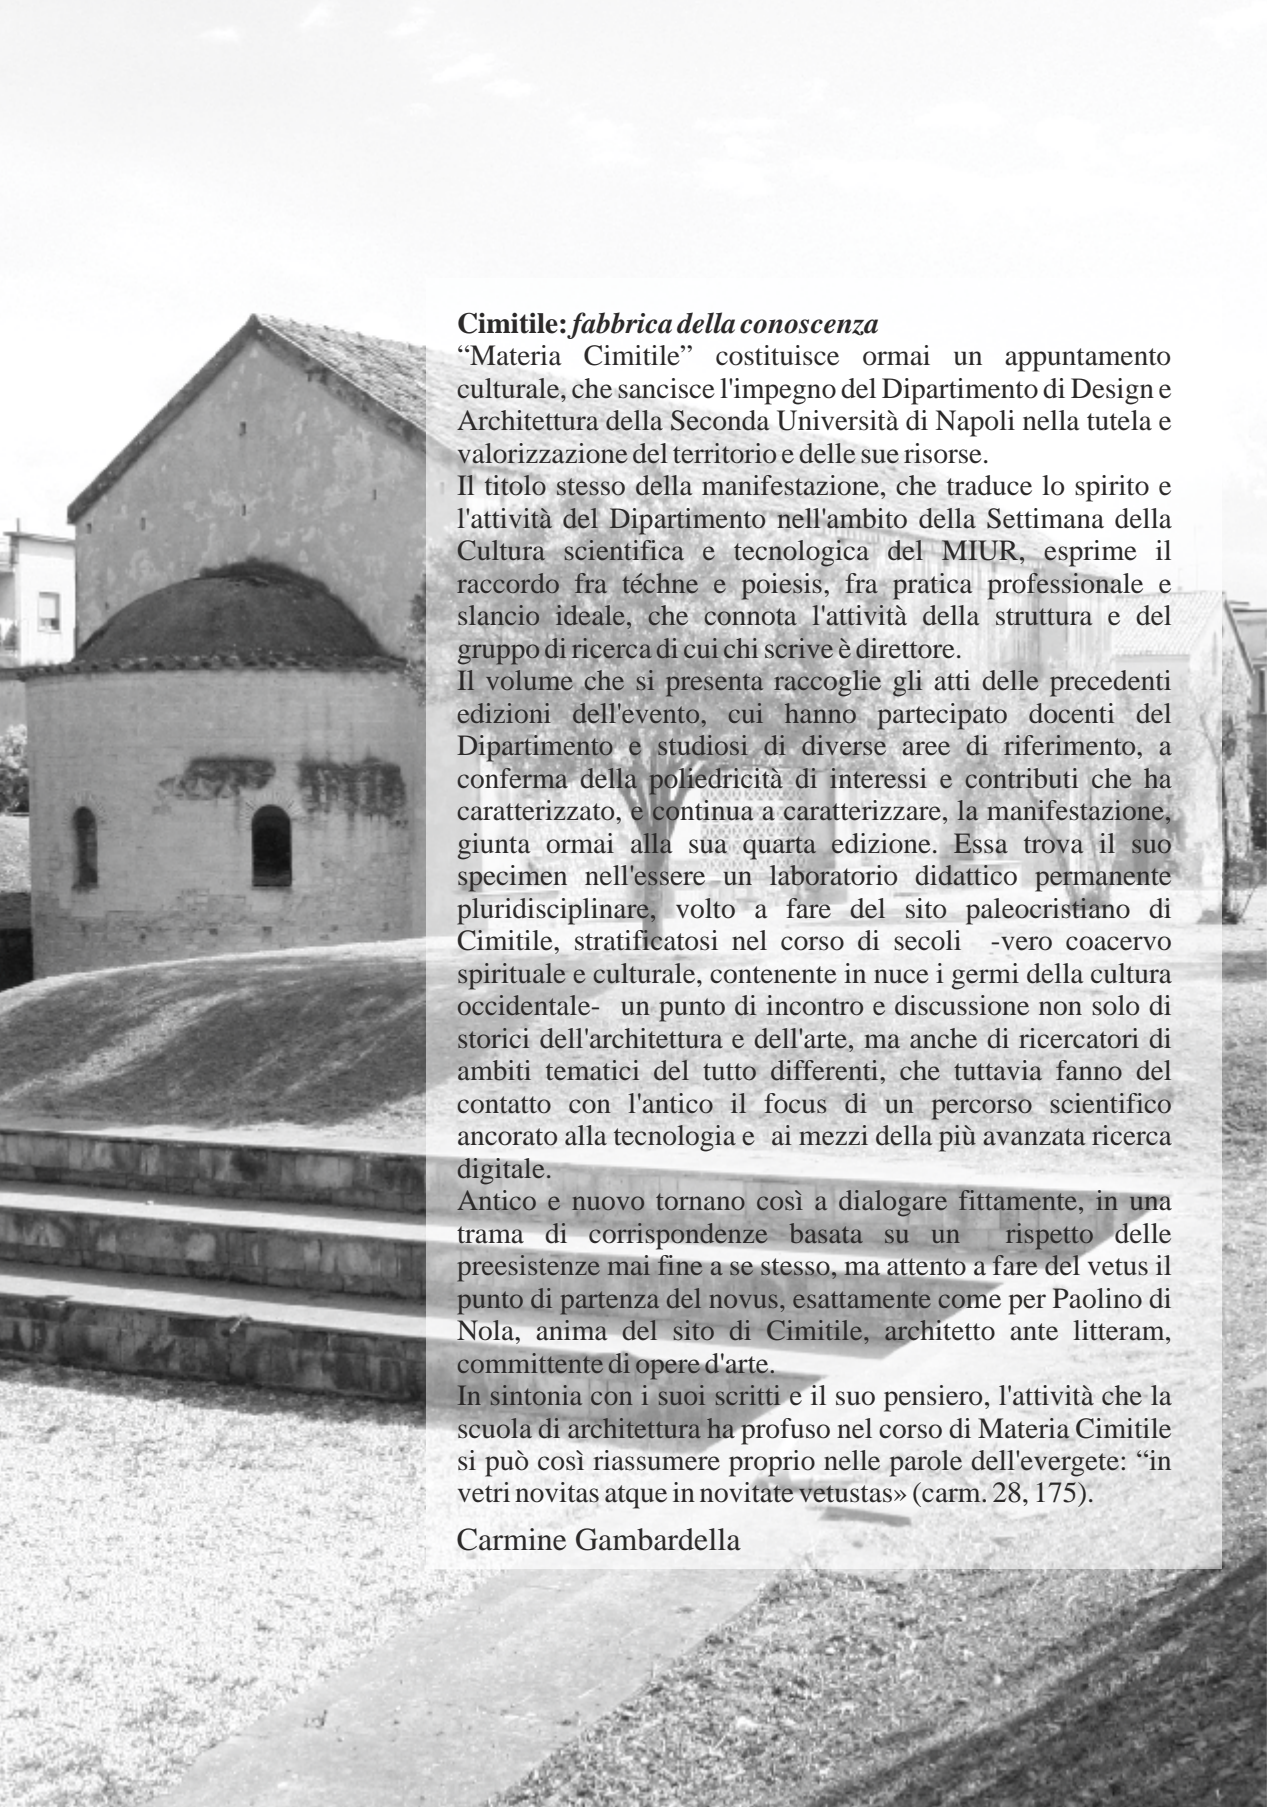 Cimitile: fabbrica della conoscenza
“Materia Cimitile” costituisce ormai un appuntamento
culturale, che sancisce l'impegno del Dipartimento di Design e
Architettura della Seconda Università di Napoli nella tutela e
valorizzazione del territorio e delle sue risorse.
Il titolo stesso della manifestazione, che traduce lo spirito e
l'attività del Dipartimento nell'ambito della Settimana della
Cultura scientifica e tecnologica del MIUR, esprime il
raccordo fra téchne e poiesis, fra pratica professionale e
slancio ideale, che connota l'attività della struttura e del
gruppo di ricerca di cui chi scrive è direttore.
Il volume che si presenta raccoglie gli atti delle precedenti
edizioni dell'evento, cui hanno partecipato docenti del
Dipartimento e studiosi di diverse aree di riferimento, a
conferma della poliedricità di interessi e contributi che ha
caratterizzato, e continua a caratterizzare, la manifestazione,
giunta ormai alla sua quarta edizione. Essa trova il suo
specimen nell'essere un laboratorio didattico permanente
pluridisciplinare, volto a fare del sito paleocristiano di
Cimitile, stratificatosi nel corso di secoli -vero coacervo
spirituale e culturale, contenente in nuce i germi della cultura
occidentale- un punto di incontro e discussione non solo di
storici dell'architettura e dell'arte, ma anche di ricercatori di
ambiti tematici del tutto differenti, che tuttavia fanno del
contatto con l'antico il focus di un percorso scientifico
ancorato alla tecnologia e ai mezzi della più avanzata ricerca
digitale.
Antico e nuovo tornano così a dialogare fittamente, in una
trama di corrispondenze basata su un rispetto delle
preesistenze mai fine a se stesso, ma attento a fare del vetus il
punto di partenza del novus, esattamente come per Paolino di
Nola, anima del sito di Cimitile, architetto ante litteram,
committente di opere d'arte.
In sintonia con i suoi scritti e il suo pensiero, l'attività che la
scuola di architettura ha profuso nel corso di Materia Cimitile
si può così riassumere proprio nelle parole dell'evergete: “in
vetri novitas atque in novitate vetustas» (carm. 28, 175).
Carmine Gambardella